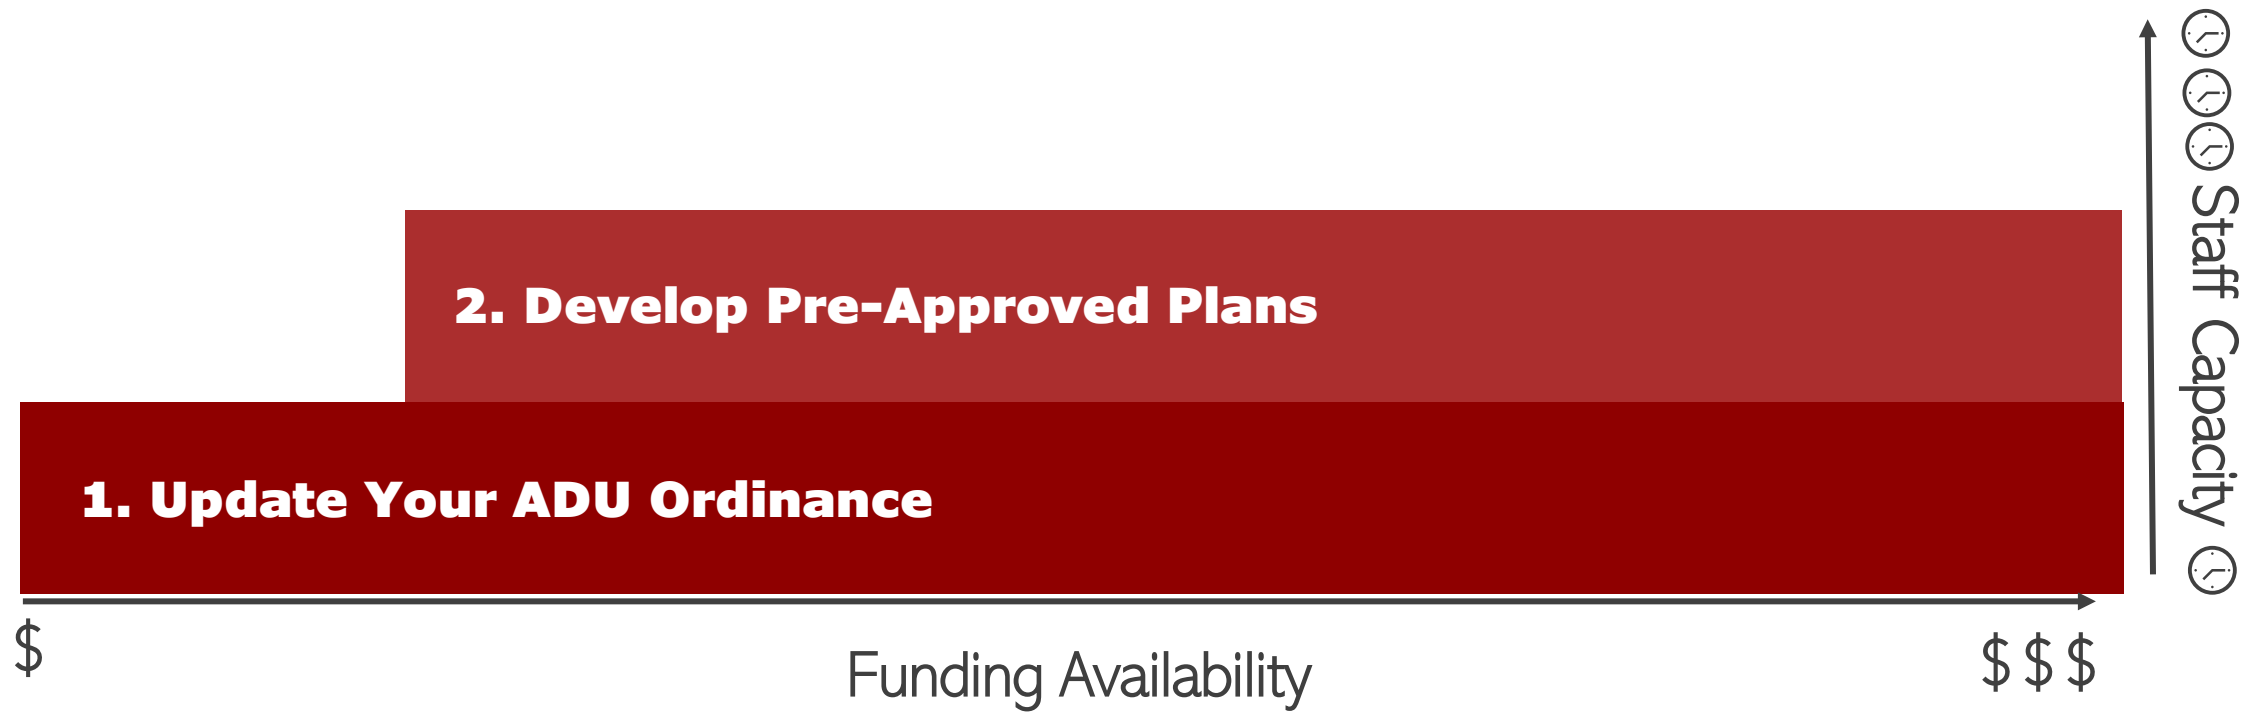 2. Develop Pre-Approved Plans
1. Update Your ADU Ordinance
Staff Capacity
$
$$$
Funding Availability